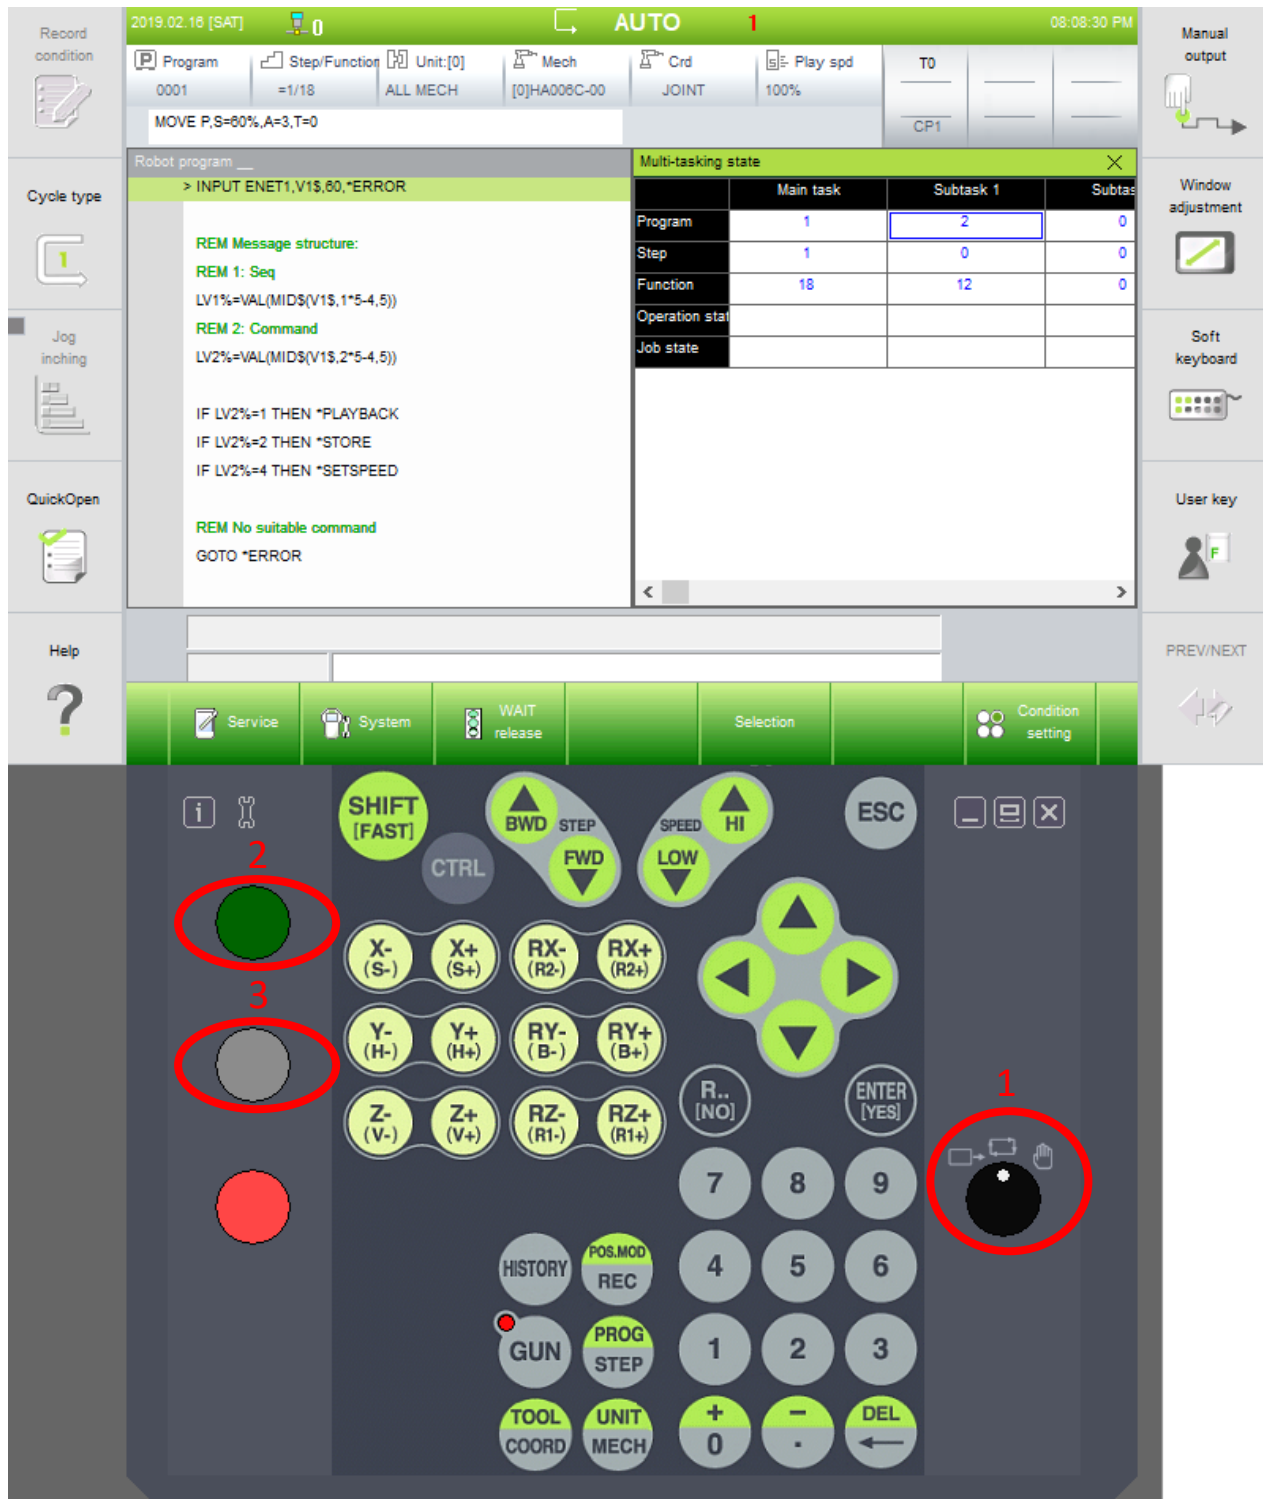 Record
condition
Cycle type
1
Jog
inching
QuickOpen
Help
2019.02.16 [SAT]
0
AUTO
1
08:08:30 PM
P Program
Step/Function
Unit:[0]
Mech
Crd
S Play spd
0001
=1/18
ALL MECH
[0]HA006C-00
JOINT
100%
T0
CP1
MOVE P,S=60%,A=3,T=0
Robot program __
> INPUT ENET1,V1$,60,*ERROR
REM Message structure:
REM 1: Seq
LV1%=VAL(MID$(V1$,1*5-4,5))
REM 2: Command
LV2%=VAL(MID$(V1$,2*5-4,5))
IF LV2%=1 THEN *PLAYBACK
IF LV2%=2 THEN *STORE
IF LV2%=4 THEN *SETSPEED
REM No suitable command
GOTO *ERROR
Multi-tasking state
Main task Subtask 1 Subtas
Program 1 2 0
Step 1 0 0
Function 18 12 0
Operation stat
Job state
< >
Manual
output
Window
adjustment
Soft
keyboard
User key
F
PREV/NEXT
Service
System
WAIT
release
Selection
Condition
setting
i
2
3
SHIFT
[FAST]
CTRL
BWD STEP
FWD
SPEED HI
LOW
ESC
X-
(S-)
X+
(S+)
RX-
(R2-)
RX+
(R2+)
Y-
(H-)
Y+
(H+)
RY-
(B-)
RY+
(B+)
Z-
(V-)
Z+
(V+)
RZ-
(R1-)
RZ+
(R1+)
R..
[NO]
ENTER
[YES]
1
7 8 9
HISTORY
POS.MOD
REC
4 5 6
GUN
PROG
STEP
1 2 3
TOOL
COORD
UNIT
MECH
+
0
-
.
DEL